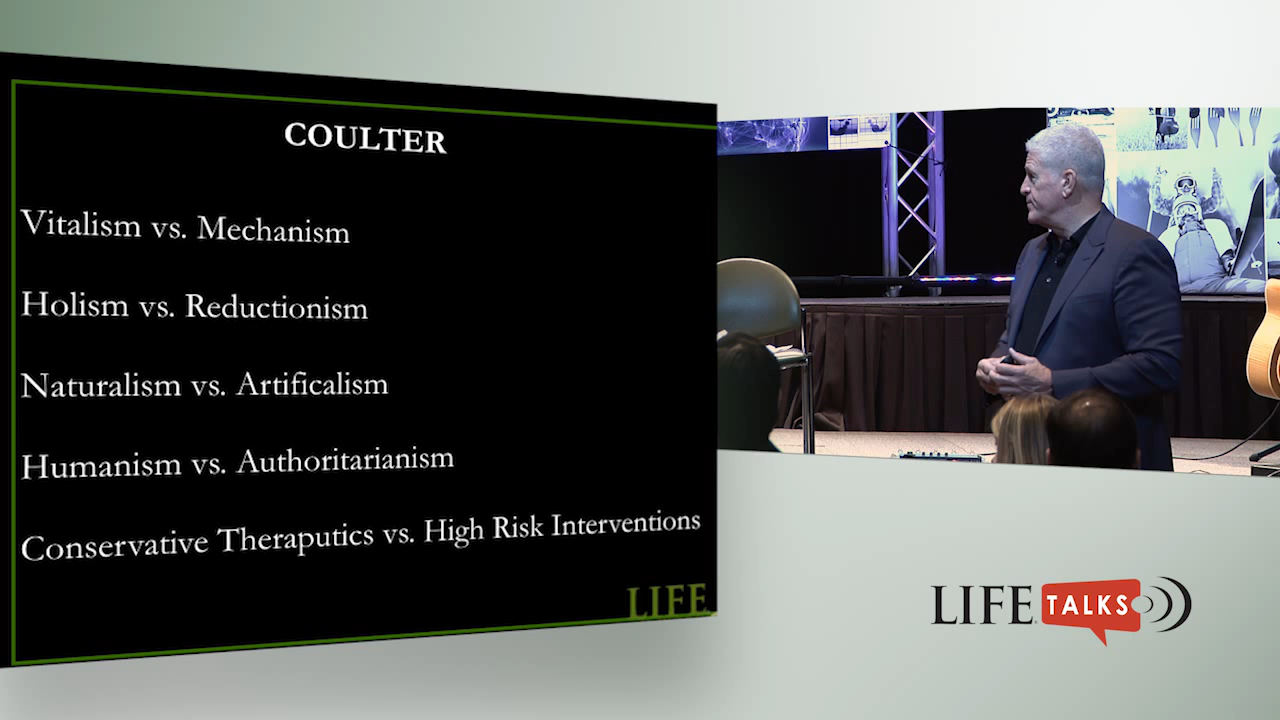 COULTER
Vitalism vs. Mechanism
Holism vs. Reductionism
Naturalism vs. Artificalism
Humanism vs. Authoritarianism
Conservative Theraputics vs. High Risk Interventions
LIFE
LIFE TALKS